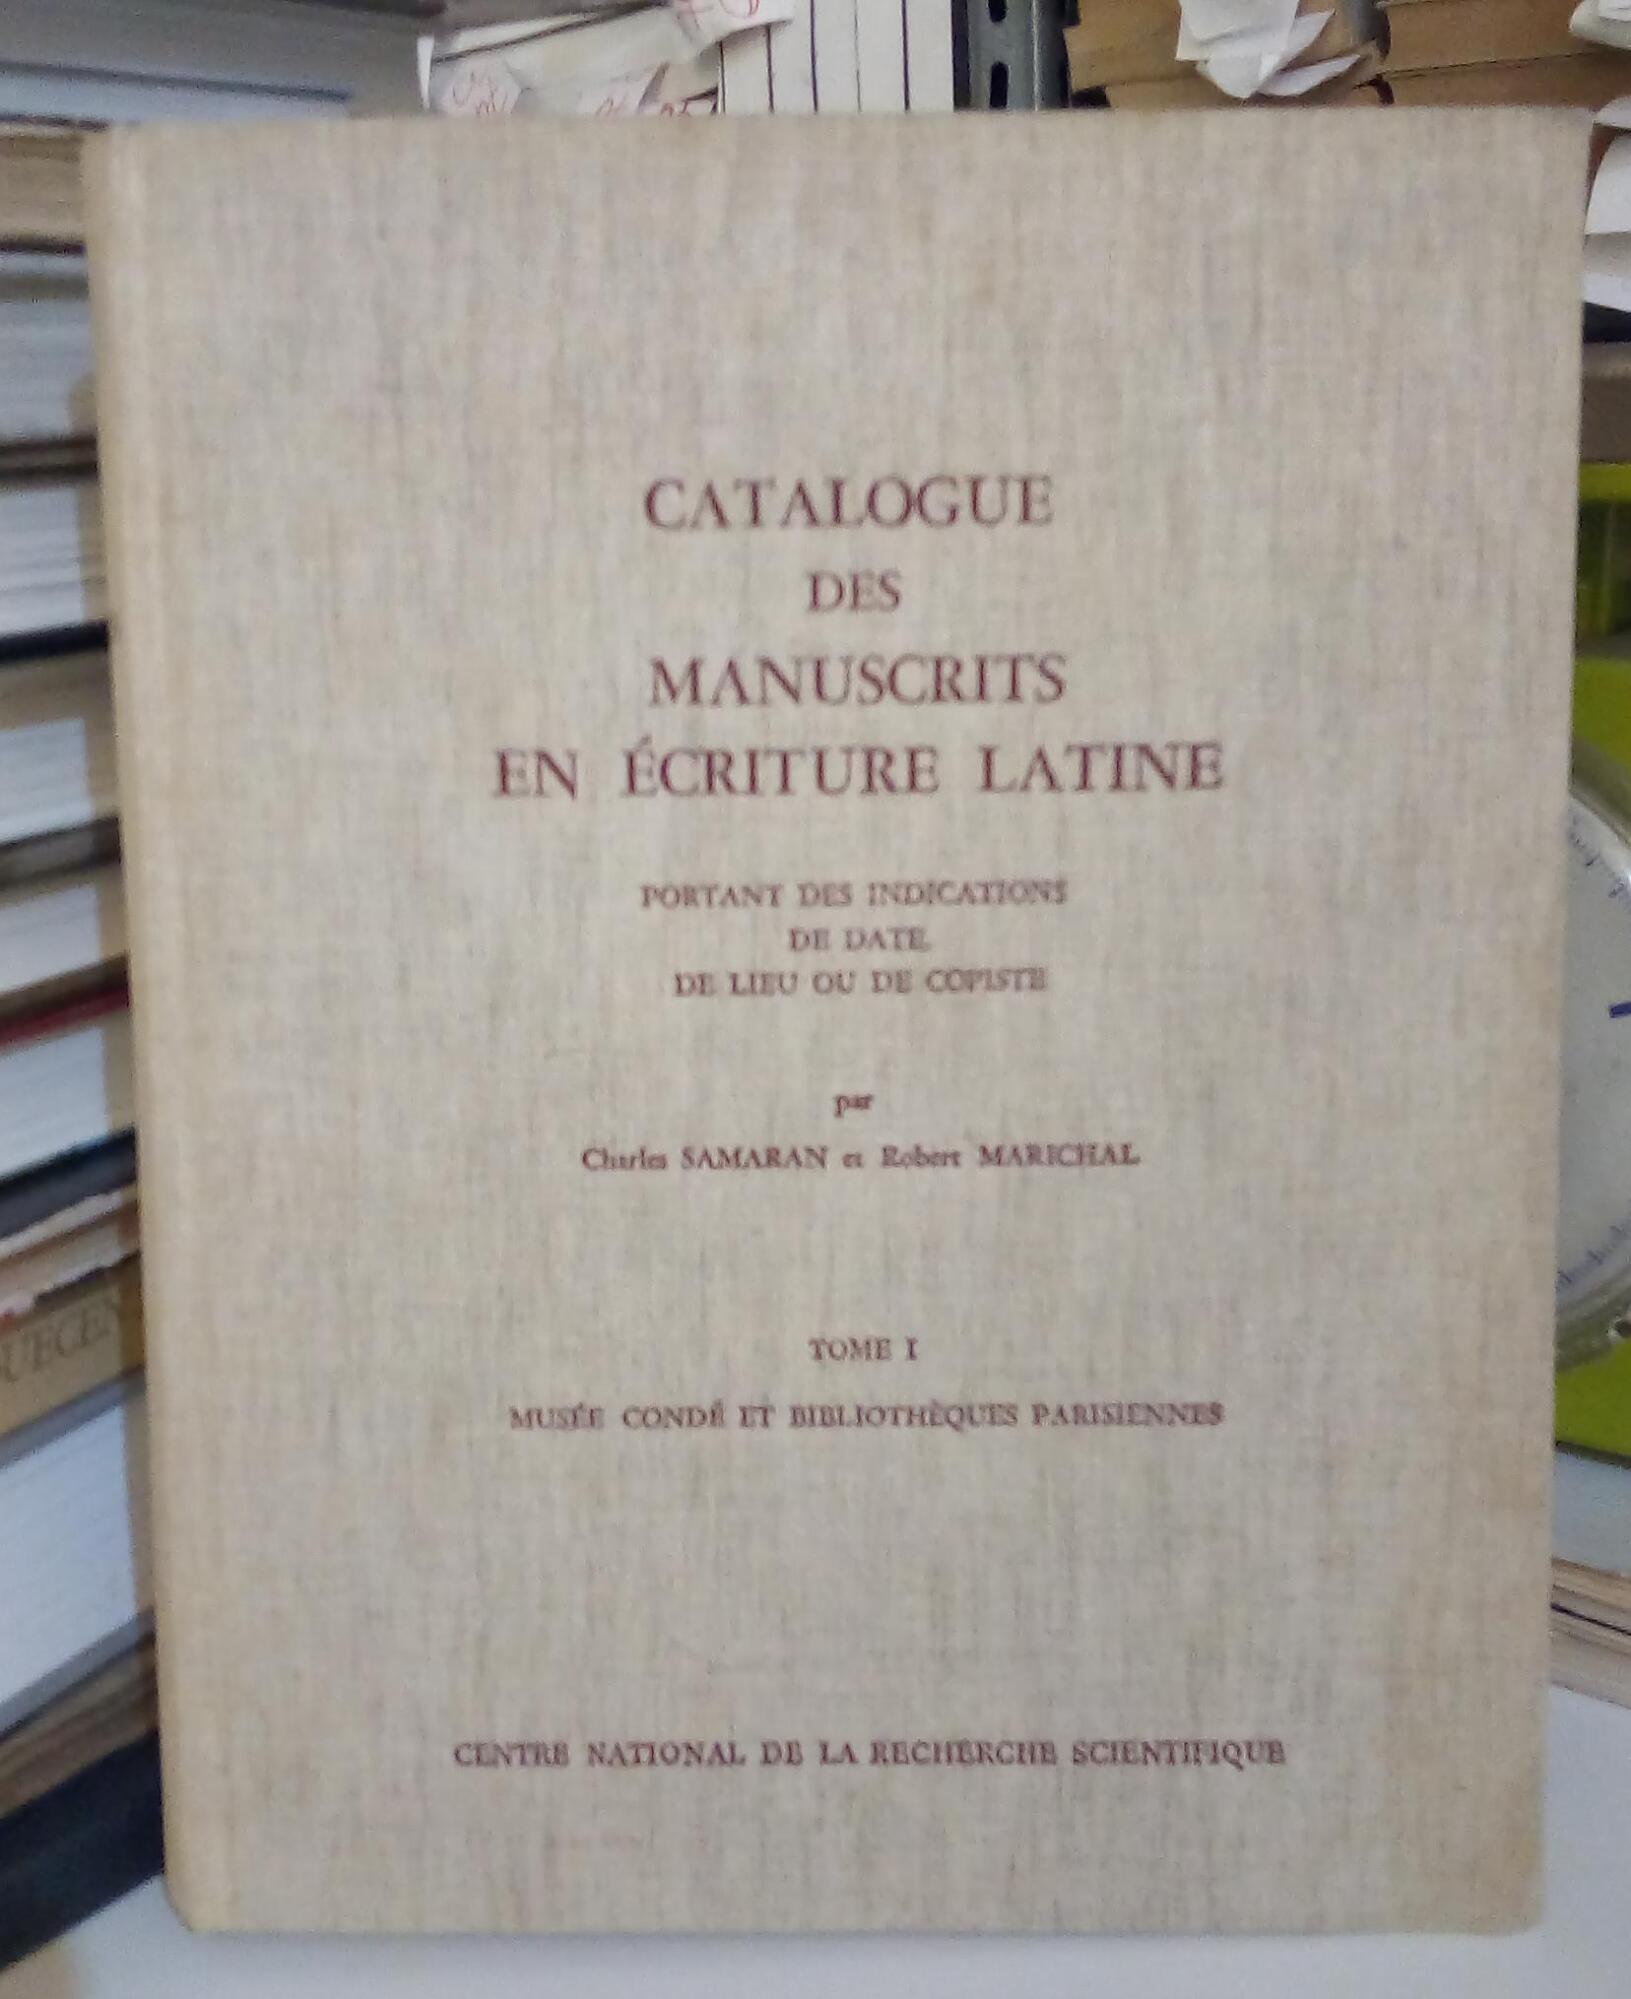 CATALOGUE
DES
MANUSCRITS
EN ÉCRITURE LATINE
PORTANT DES INDICATIONS
DE DATE
DE LIEU OU DE COPISTE
par
Charles SAMARAN et Robert MARICHAL
TOME I
MUSÉE CONDÉ ET BIBLIOTHÈQUES PARISIENNES
CENTRE NATIONAL DE LA RECHERCHE SCIENTIFIQUE